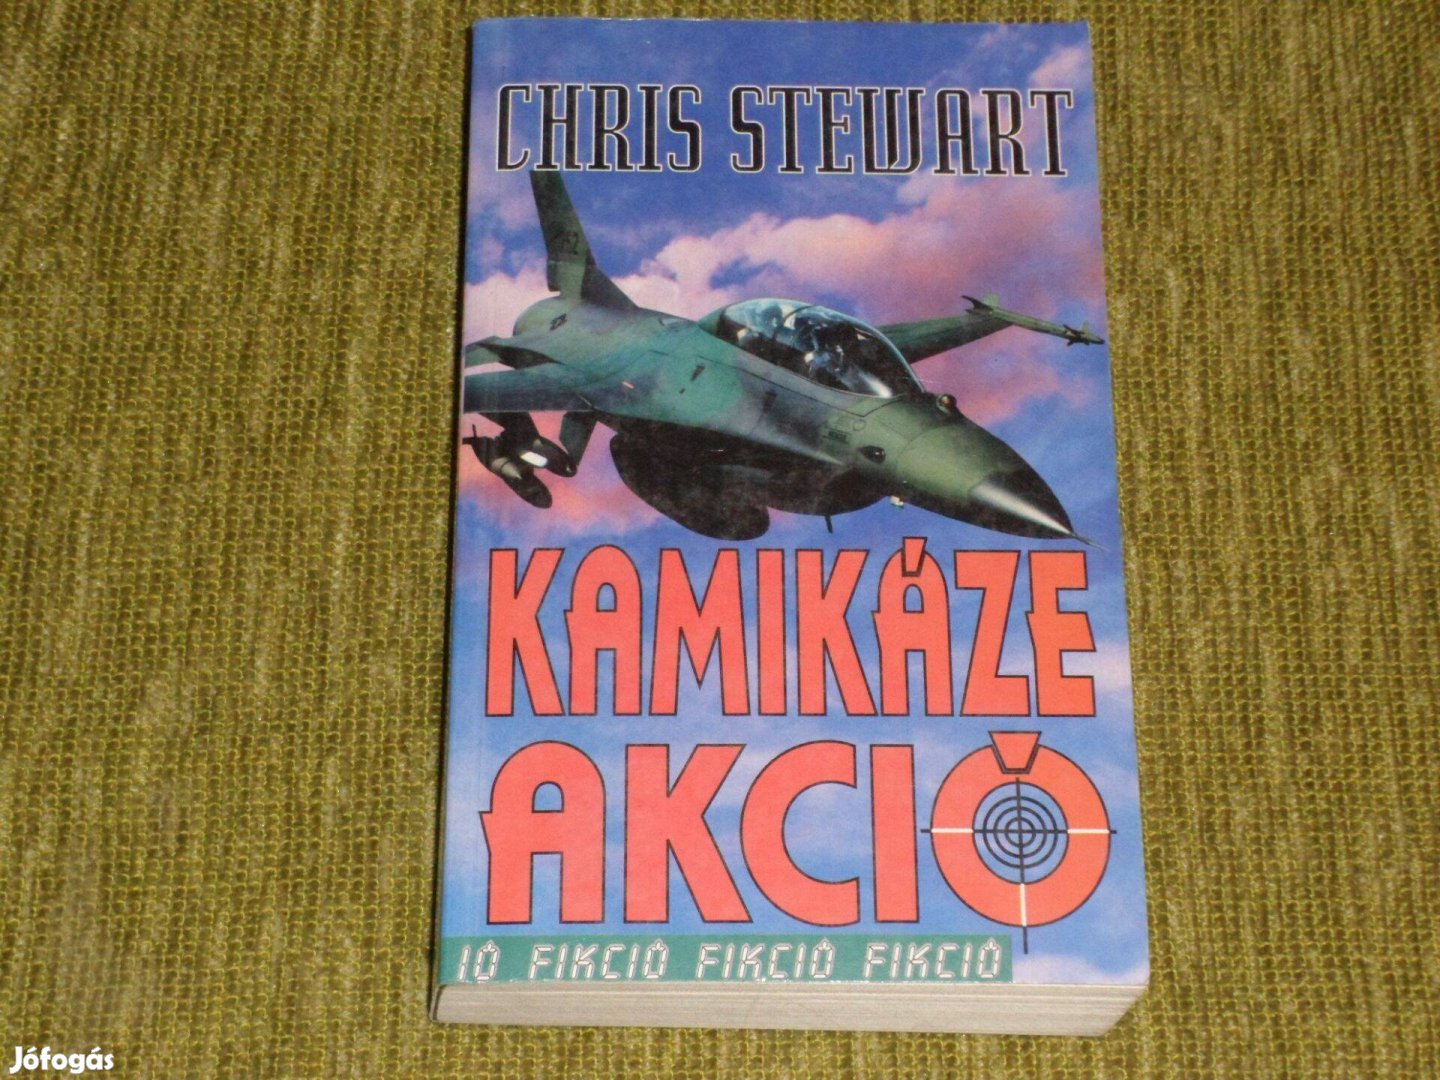 CHRIS STEWART
KAMIKÁZE
AKCIÓ
IÓ FIKCIÓ FIKCIÓ FIKCIÓ
Jófogás